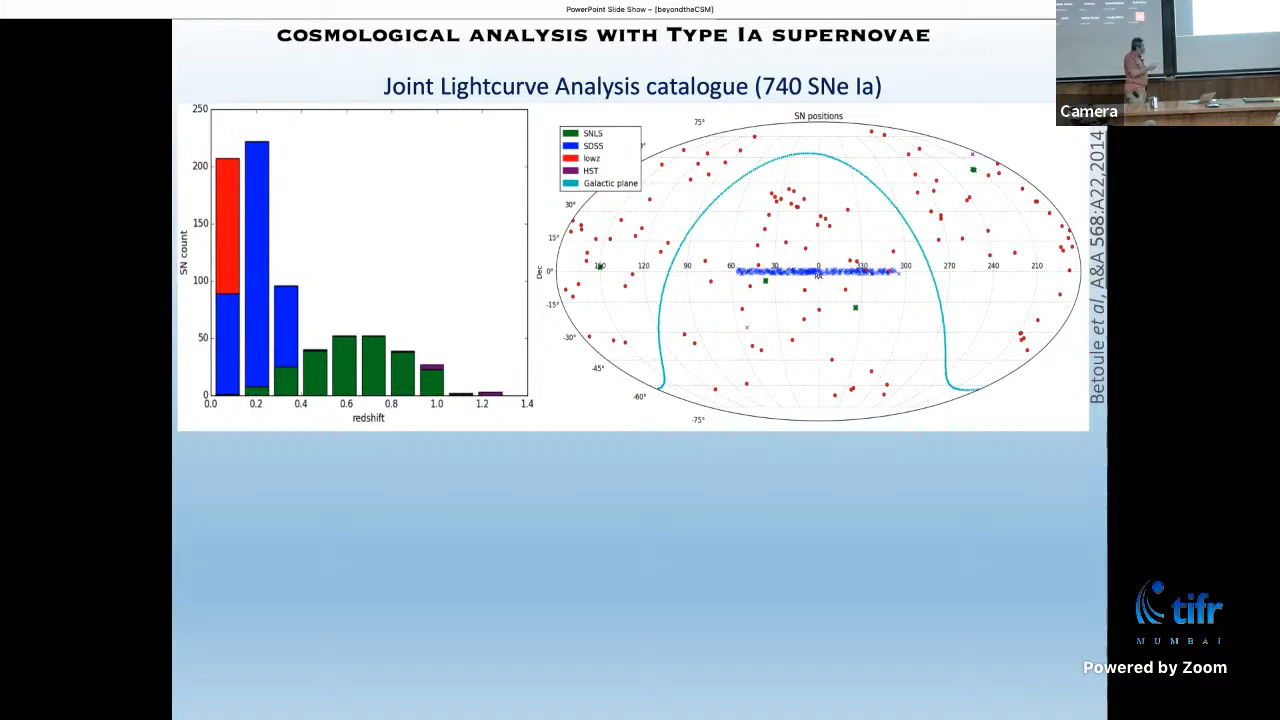 PowerPoint Slide Show – [beyondtheCSM]
COSMOLOGICAL ANALYSIS WITH TYPE IA SUPERNOVAE
Joint Lightcurve Analysis catalogue (740 SNe Ia)
Camera
250
200
150
100
50
0
SN count
0.0 0.2 0.4 0.6 0.8 1.0 1.2 1.4
redshift
SN positions
SNLS
SDSS
lowz
HST
Galactic plane
75°
30°
15°
0°
-15°
-30°
-45°
-60°
-75°
Dec
150 120 90 60 30 0 330 300 270 240 210
RA
Betoule et al, A&A 568:A22,2014
tifr
MUMBAI
Powered by Zoom